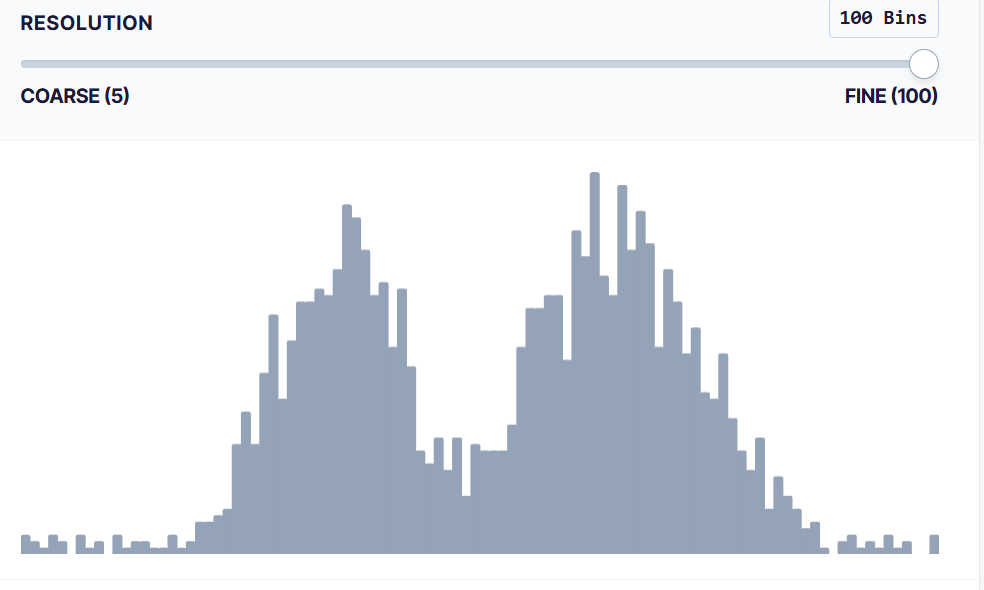 RESOLUTION
100 Bins
COARSE (5)
FINE (100)